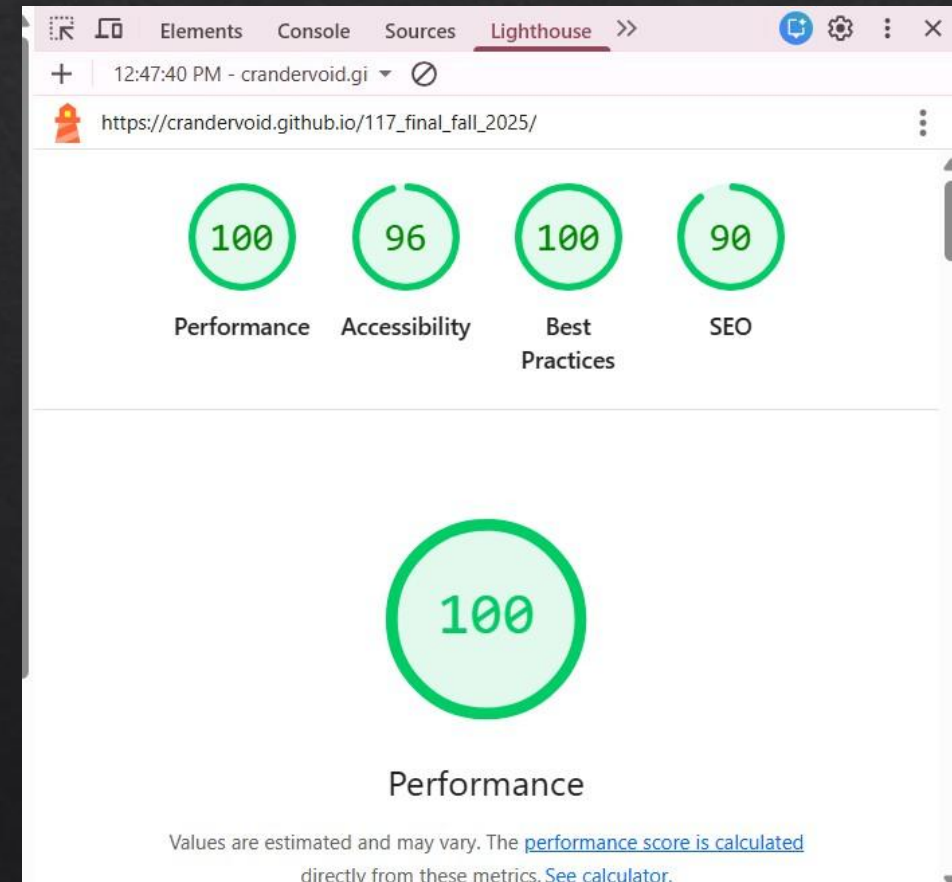 Elements Console Sources Lighthouse
12:47:40 PM - crandervoid.gi
https://crandervoid.github.io/117_final_fall_2025/
100 96 100 90
Performance Accessibility Best Practices SEO
100
Performance
Values are estimated and may vary. The performance score is calculated
directly from these metrics. See calculator.